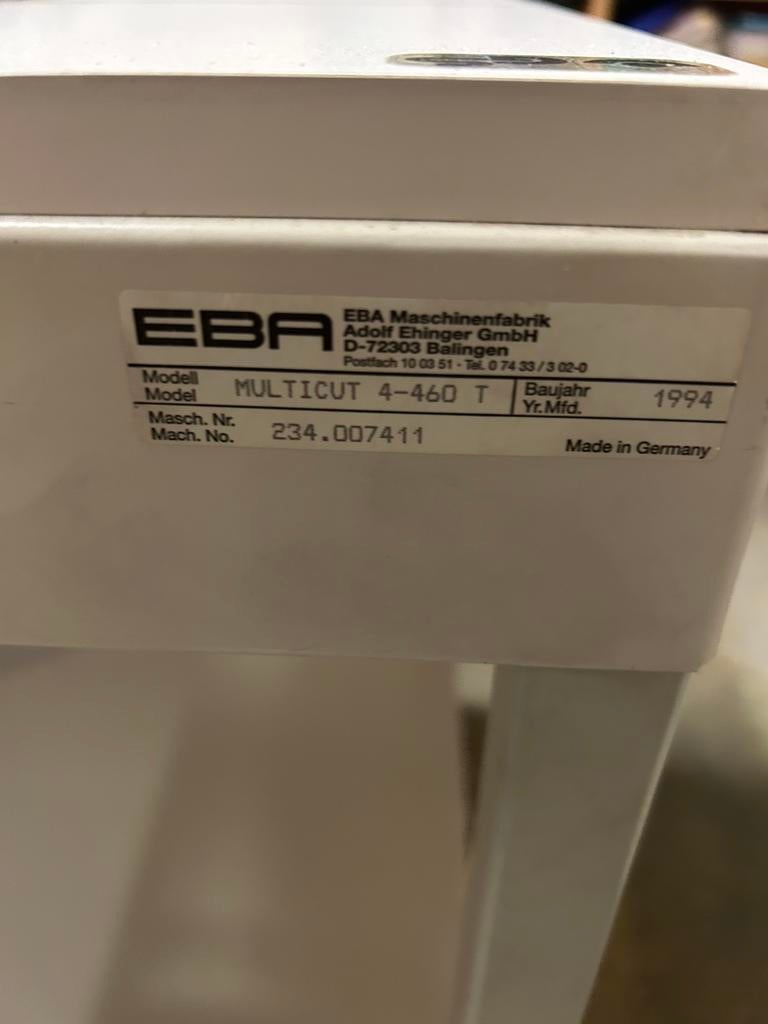 EBA
EBA Maschinenfabrik
Adolf Ehinger GmbH
D-72303 Balingen
Postfach 10 03 51 · Tel. 0 74 33 / 3 02-0
Modell
Model
MULTICUT 4-460 T
Baujahr
Yr.Mfd.
1994
Masch. Nr.
Mach. No.
234.007411
Made in Germany